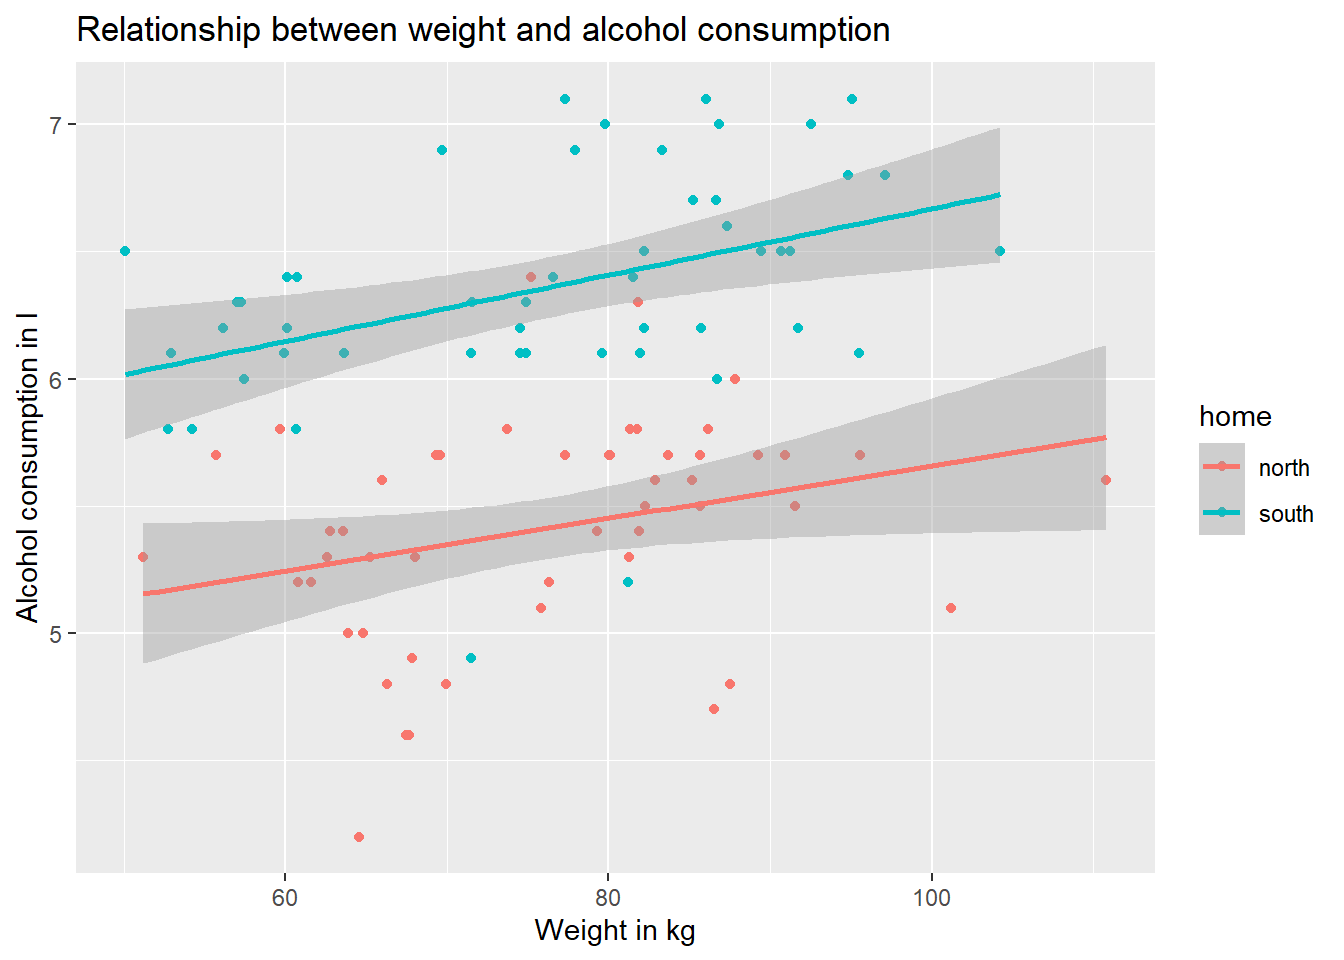 Relationship between weight and alcohol consumption
7
6
5
Alcohol consumption in l
60
80
100
Weight in kg
home
north
south